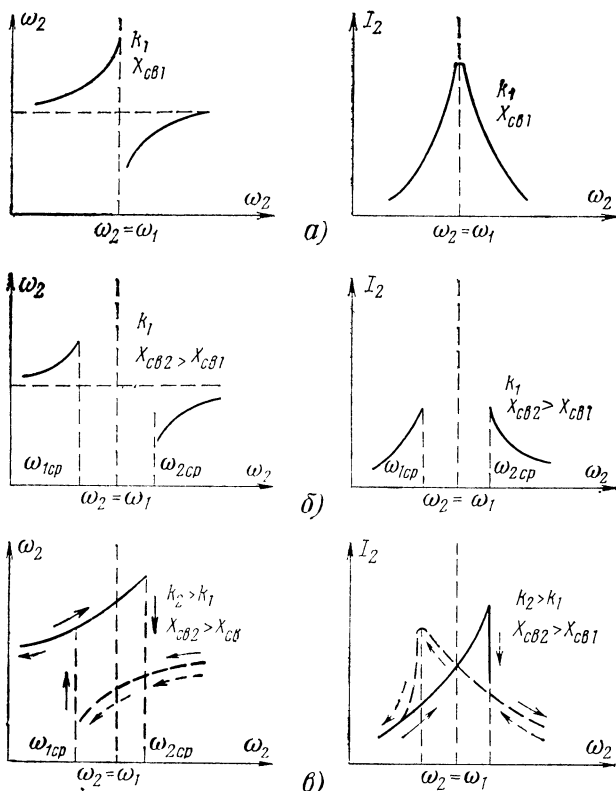 ω₂
k₁
Xсв1
ω₂
ω₂ = ω₁
I₂
k₁
Xсв1
ω₂
ω₂ = ω₁
а)
ω₂
k₁
Xсв2 > Xсв1
ω1ср
ω2ср
ω₂
ω₂ = ω₁
I₂
k₁
Xсв2 > Xсв1
ω1ср
ω2ср
ω₂
ω₂ = ω₁
б)
ω₂
k₂ > k₁
Xсв2 > Xсв
ω1ср
ω2ср
ω₂
ω₂ = ω₁
I₂
k₂ > k₁
Xсв2 > Xсв1
ω₂
ω₂ = ω₁
в)